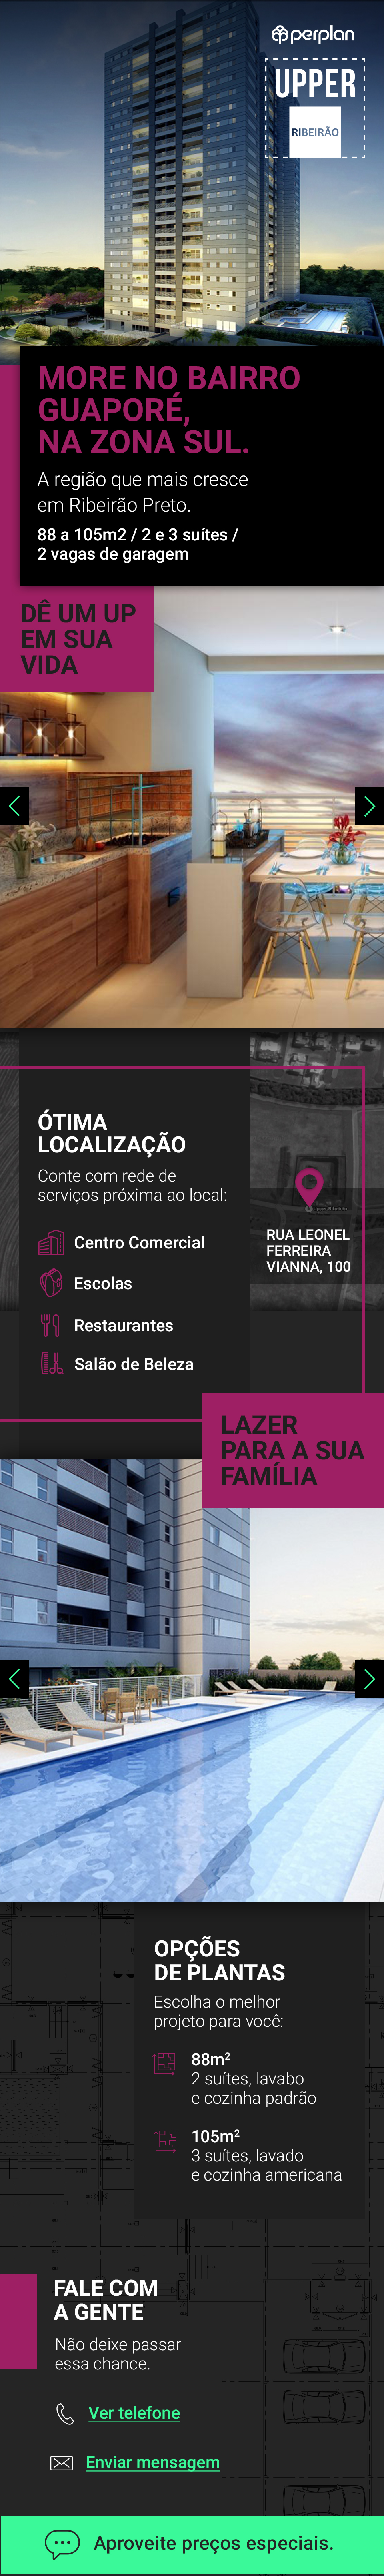 perplan
UPPER
RIBEIRÃO
MORE NO BAIRRO
GUAPORÉ,
NA ZONA SUL.
A região que mais cresce
em Ribeirão Preto.
88 a 105m2 / 2 e 3 suítes /
2 vagas de garagem
DÊ UM UP
EM SUA
VIDA
ÓTIMA
LOCALIZAÇÃO
Conte com rede de
serviços próxima ao local:
Centro Comercial
Escolas
Restaurantes
Salão de Beleza
RUA LEONEL
FERREIRA
VIANNA, 100
LAZER
PARA A SUA
FAMÍLIA
OPÇÕES
DE PLANTAS
Escolha o melhor
projeto para você:
88m²
2 suítes, lavabo
e cozinha padrão
105m²
3 suítes, lavado
e cozinha americana
FALE COM
A GENTE
Não deixe passar
essa chance.
Ver telefone
Enviar mensagem
Aproveite preços especiais.